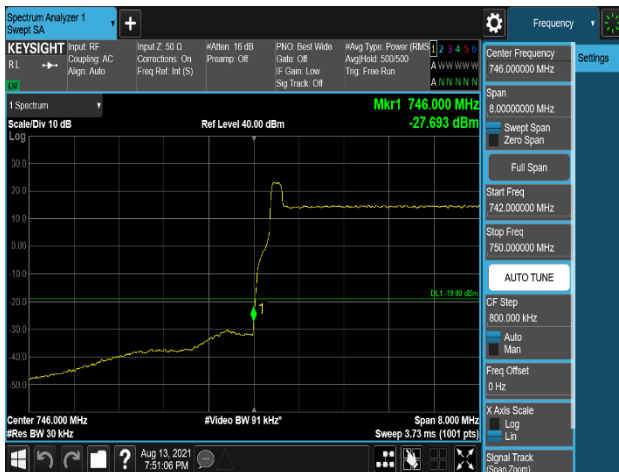 Spectrum Analyzer 1
Swept SA
Frequency
KEYSIGHT
Input: RF
Input Z: 50 Ω
#Atten: 16 dB
PNO: Best Wide
#Avg Type: Power (RMS
1 2 3 4 5 6
RL
Coupling: AC
Corrections: On
Preamp: Off
Gate: Off
Avg|Hold: 500/500
A W W W W W
Align: Auto
Freq Ref: Int (S)
IF Gain: Low
Trig: Free Run
Sig Track: Off
A N N N N N
1 Spectrum
Mkr1 746.000 MHz
Scale/Div 10 dB
Ref Level 40.00 dBm
-27.693 dBm
Log
30.0
20.0
10.0
0.00
-10.0
-20.0
-30.0
-40.0
-50.0
DL1 -19.00 dBm
1
Center 746.000 MHz
#Video BW 91 kHz*
Span 8.000 MHz
#Res BW 30 kHz
Sweep 3.73 ms (1001 pts)
?
Aug 13, 2021
7:51:06 PM
Center Frequency
746.000000 MHz
Settings
Span
8.00000000 MHz
Swept Span
Zero Span
Full Span
Start Freq
742.000000 MHz
Stop Freq
750.000000 MHz
AUTO TUNE
CF Step
800.000 kHz
Auto
Man
Freq Offset
0 Hz
X Axis Scale
Log
Lin
Signal Track
(Span Zoom)